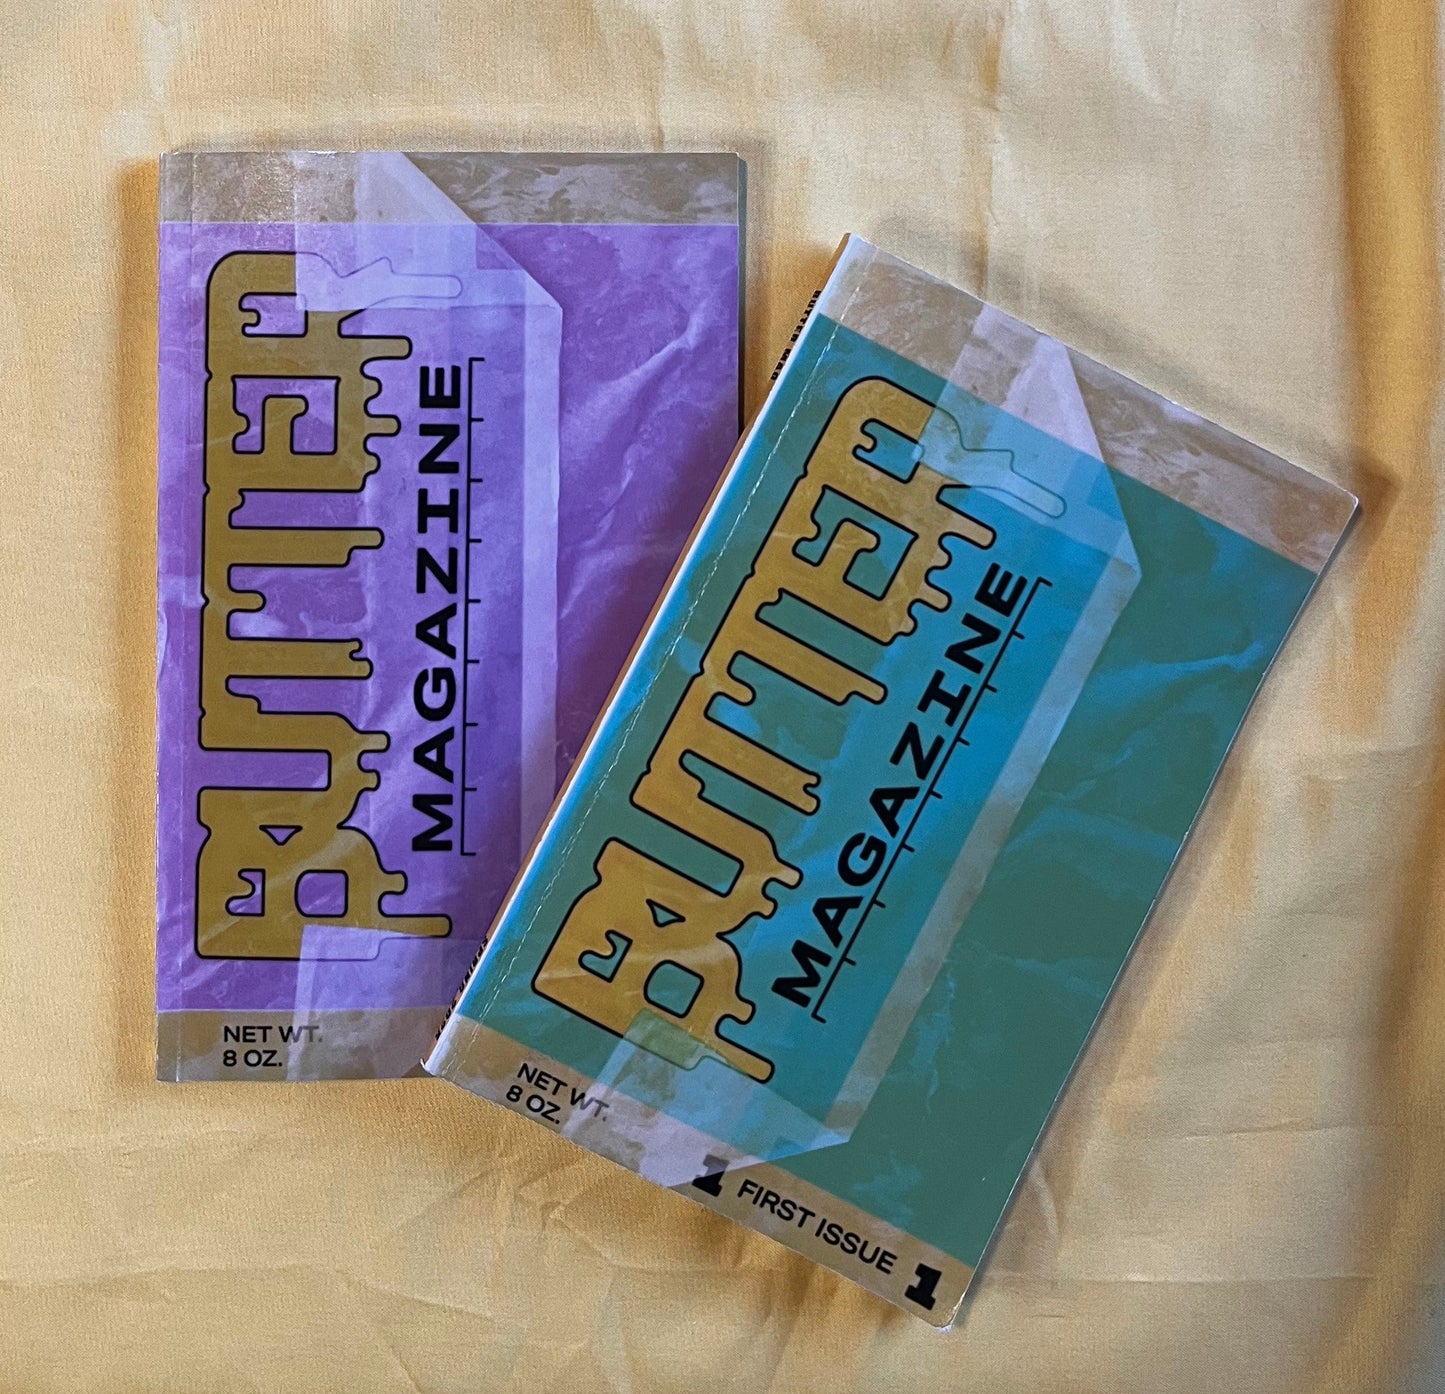 BUTTER
MAGAZINE
NET WT.
8 OZ.
BUTTER
MAGAZINE
NET WT.
8 OZ.
1 FIRST ISSUE 1